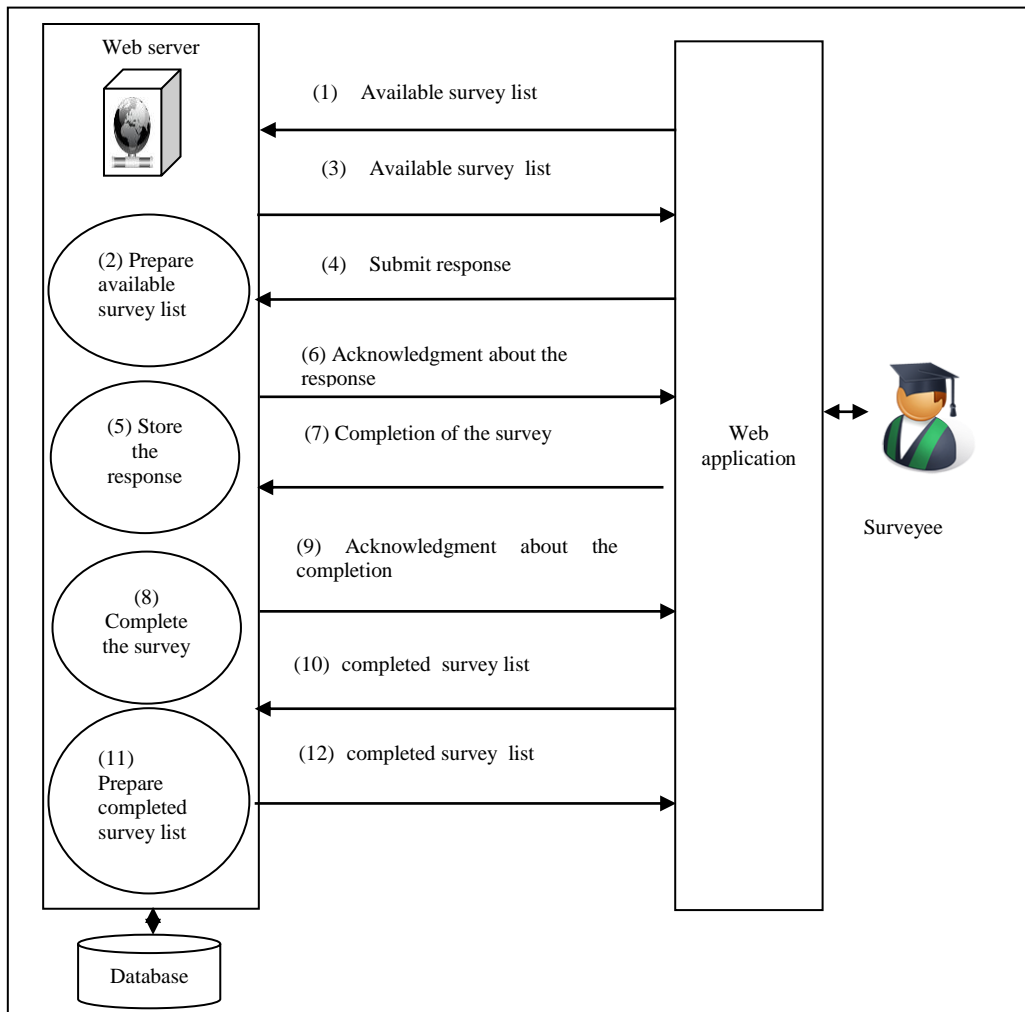 Web server
(1) Available survey list
(3) Available survey list
(2) Prepare
available
survey list
(4) Submit response
(6) Acknowledgment about the
response
(5) Store
the
response
(7) Completion of the survey
Web
application
Surveyee
(9) Acknowledgment about the
completion
(8)
Complete
the survey
(10) completed survey list
(12) completed survey list
(11)
Prepare
completed
survey list
Database